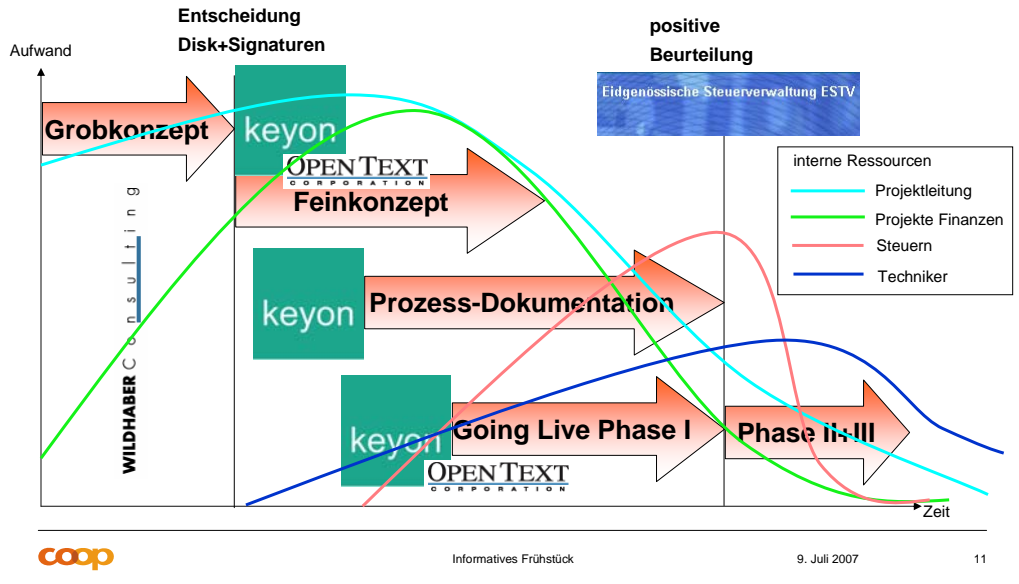 Entscheidung
Disk+Signaturen
positive
Beurteilung
Aufwand
Eidgenössische Steuerverwaltung ESTV
Grobkonzept
keyon
OPEN TEXT
CORPORATION
Feinkonzept
interne Ressourcen
Projektleitung
Projekte Finanzen
Steuern
Techniker
WILDHABER Consulting
keyon
Prozess-Dokumentation
keyon
Going Live Phase I
Phase II+III
OPEN TEXT
CORPORATION
Zeit
coop
Informatives Frühstück
9. Juli 2007
11